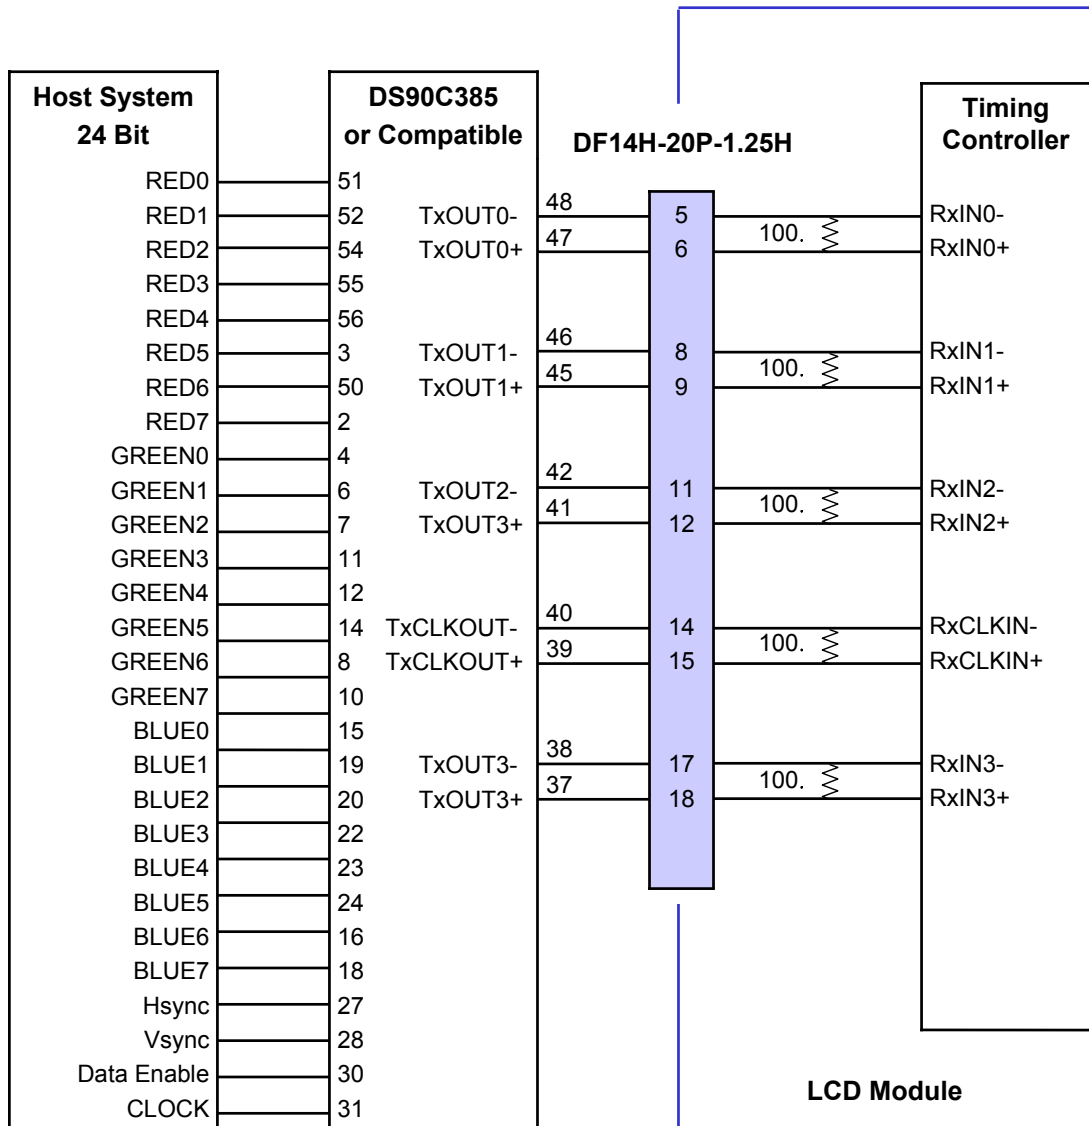 Host System
24 Bit
DS90C385
or Compatible
DF14H-20P-1.25H
Timing
Controller
RED0 51
RED1 52 TxOUT0- 48 5 RxIN0-
100.
RED2 54 TxOUT0+ 47 6 RxIN0+
RED3 55
RED4 56
RED5 3 TxOUT1- 46 8 RxIN1-
100.
RED6 50 TxOUT1+ 45 9 RxIN1+
RED7 2
GREEN0 4
GREEN1 6 TxOUT2- 42 11 RxIN2-
100.
GREEN2 7 TxOUT3+ 41 12 RxIN2+
GREEN3 11
GREEN4 12
GREEN5 14 TxCLKOUT- 40 14 RxCLKIN-
100.
GREEN6 8 TxCLKOUT+ 39 15 RxCLKIN+
GREEN7 10
BLUE0 15
BLUE1 19 TxOUT3- 38 17 RxIN3-
100.
BLUE2 20 TxOUT3+ 37 18 RxIN3+
BLUE3 22
BLUE4 23
BLUE5 24
BLUE6 16
BLUE7 18
Hsync 27
Vsync 28
Data Enable 30
CLOCK 31
LCD Module